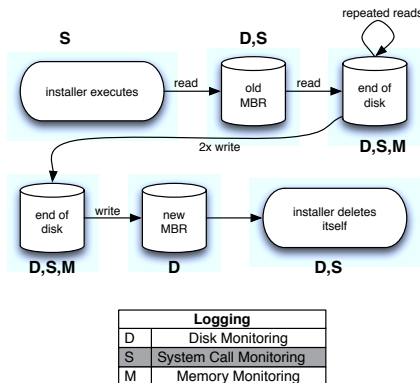 repeated reads
S
D,S
installer executes
read
old
MBR
read
end of
disk
2x write
D,S,M
end of
disk
write
new
MBR
installer deletes
itself
D,S,M
D
D,S
Logging
D Disk Monitoring
S System Call Monitoring
M Memory Monitoring